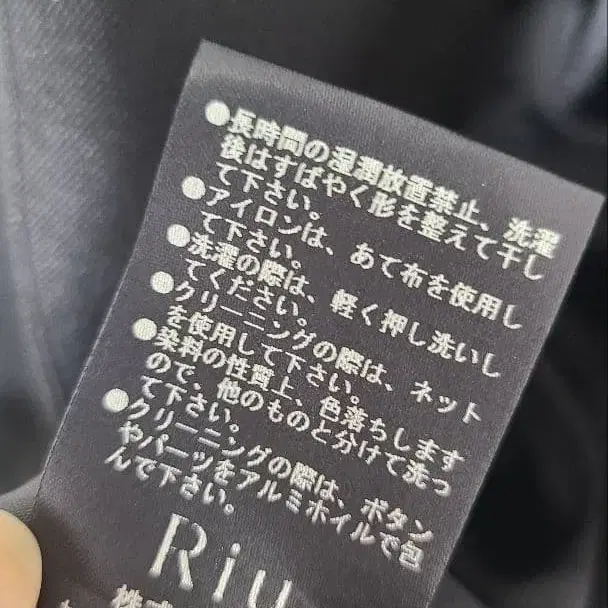 ●長時間の湿潤放置禁止、洗濯
後はすばやく形を整えて干し
て下さい。
●アイロンは、あて布を使用し
て下さい。
●洗濯の際は、軽く押し洗いし
てください。
●クリーニングの際は、ネット
を使用して下さい。
●染料の性質上、色落ちします
ので、他のものと分けて洗っ
て下さい。
●クリーニングの際は、ボタン
やパーツをアルミホイルで包
んで下さい。
Riu
株式